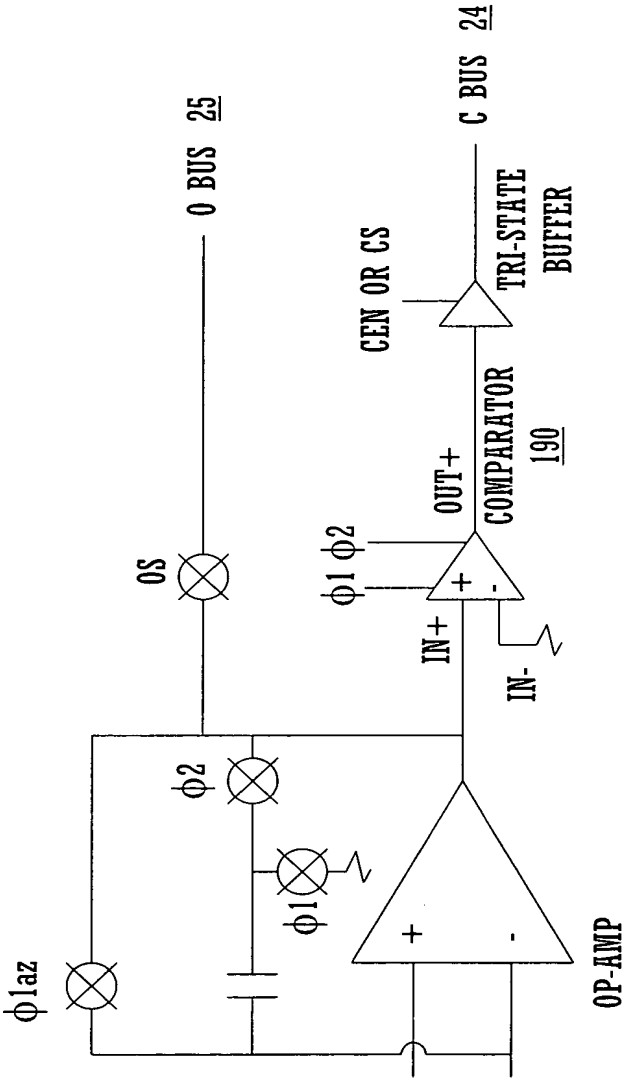 ϕ1az
ϕ2
ϕ1
OP-AMP
+
-
OS
O BUS 25
IN+
IN-
ϕ1
ϕ2
+
-
OUT+
COMPARATOR
190
CEN OR CS
TRI-STATE
BUFFER
C BUS 24